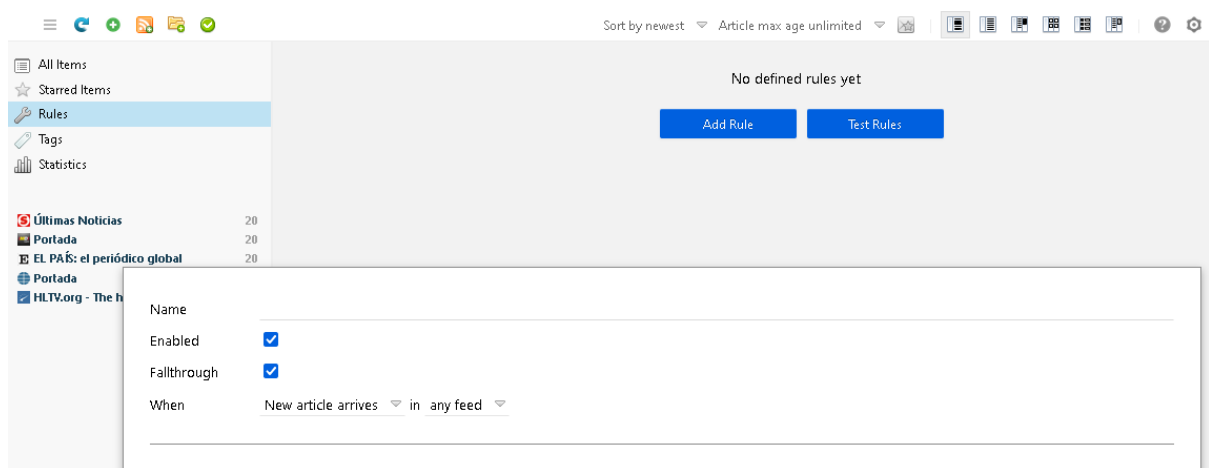 Sort by newest Article max age unlimited
All Items
Starred Items
Rules
Tags
Statistics
No defined rules yet
Add Rule Test Rules
Últimas Noticias 20
Portada 20
EL PAÍS: el periódico global 20
Portada
HLTV.org - The h
Name
Enabled
Fallthrough
When New article arrives in any feed